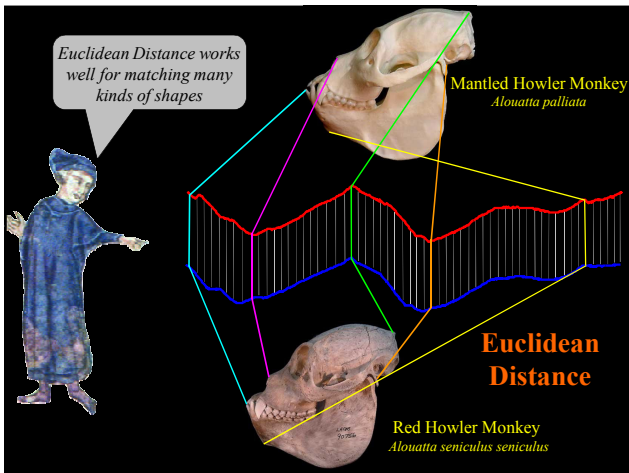 Euclidean Distance works
well for matching many
kinds of shapes
Mantled Howler Monkey
Alouatta palliata
Euclidean
Distance
Red Howler Monkey
Alouatta seniculus seniculus